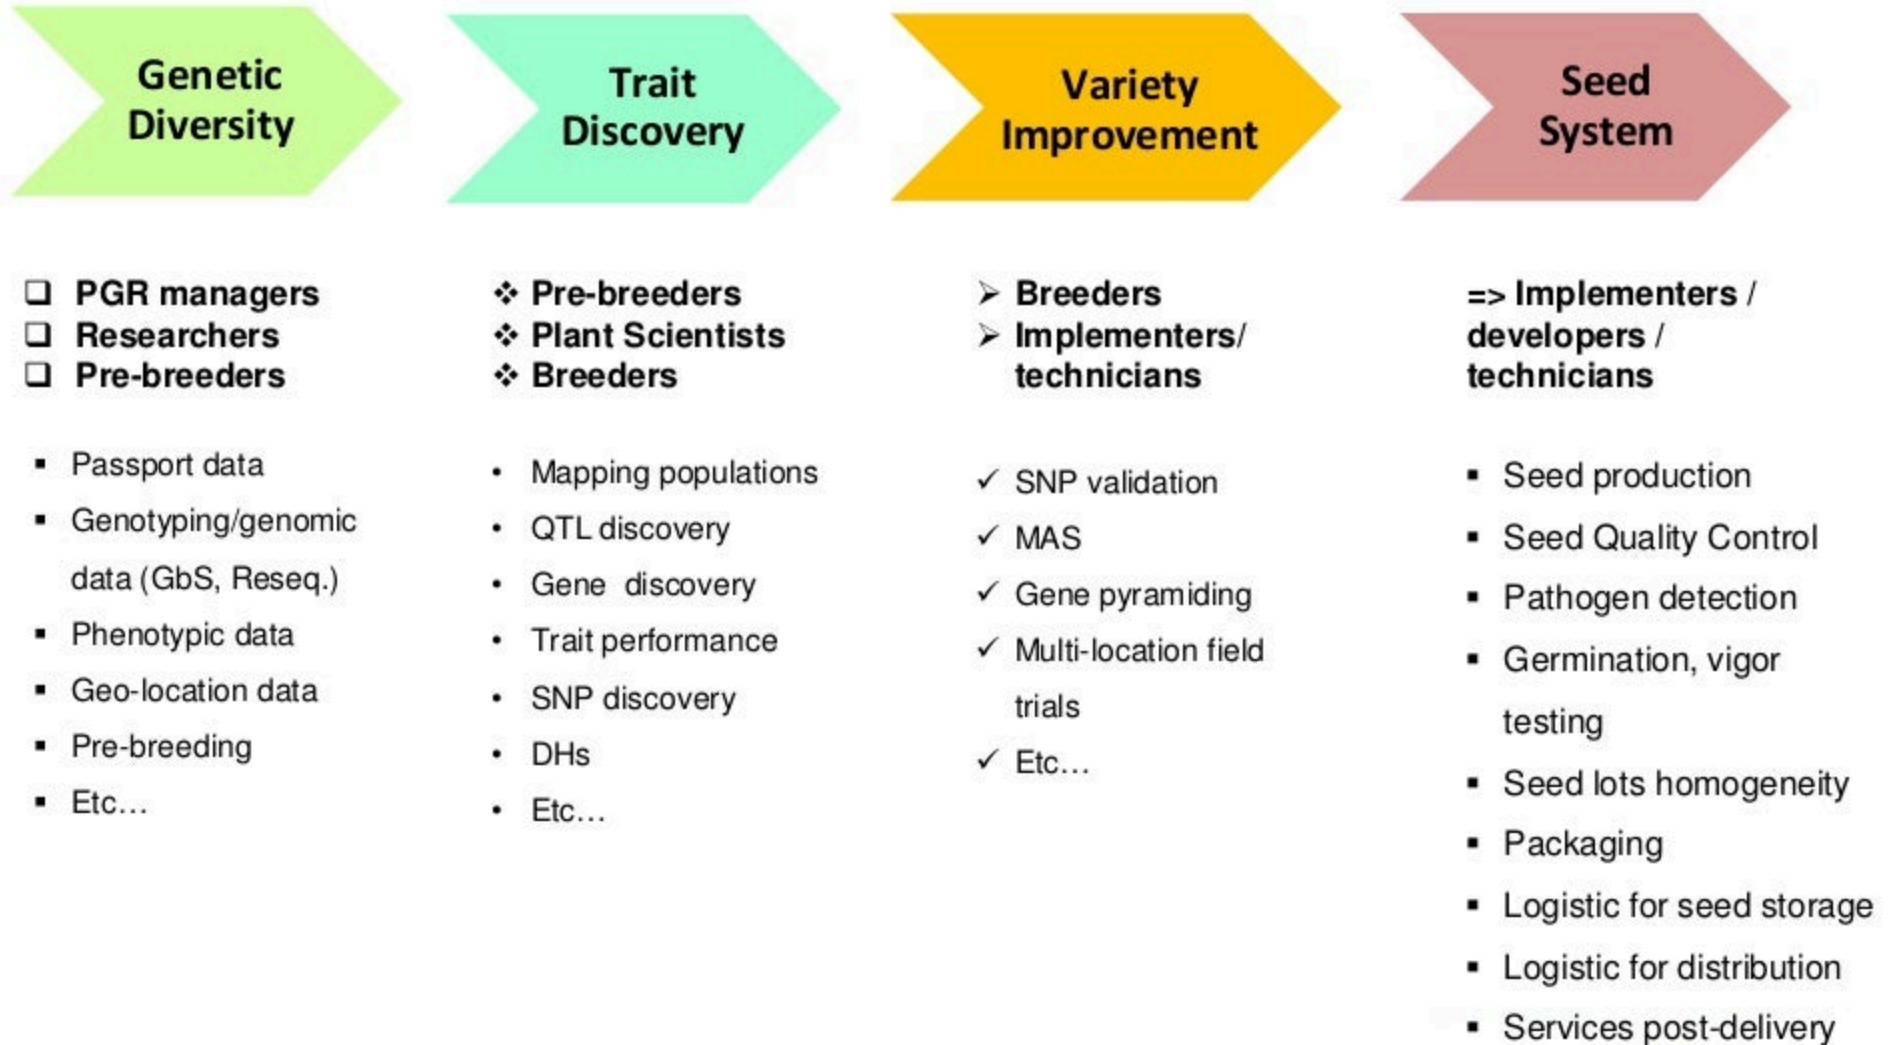 Genetic
Diversity
Trait
Discovery
Variety
Improvement
Seed
System
PGR managers
Researchers
Pre-breeders
Pre-breeders
Plant Scientists
Breeders
Breeders
Implementers/
technicians
=> Implementers /
developers /
technicians
Passport data
Genotyping/genomic
data (GbS, Reseq.)
Phenotypic data
Geo-location data
Pre-breeding
Etc…
Mapping populations
QTL discovery
Gene discovery
Trait performance
SNP discovery
DHs
Etc…
SNP validation
MAS
Gene pyramiding
Multi-location field
trials
Etc…
Seed production
Seed Quality Control
Pathogen detection
Germination, vigor
testing
Seed lots homogeneity
Packaging
Logistic for seed storage
Logistic for distribution
Services post-delivery